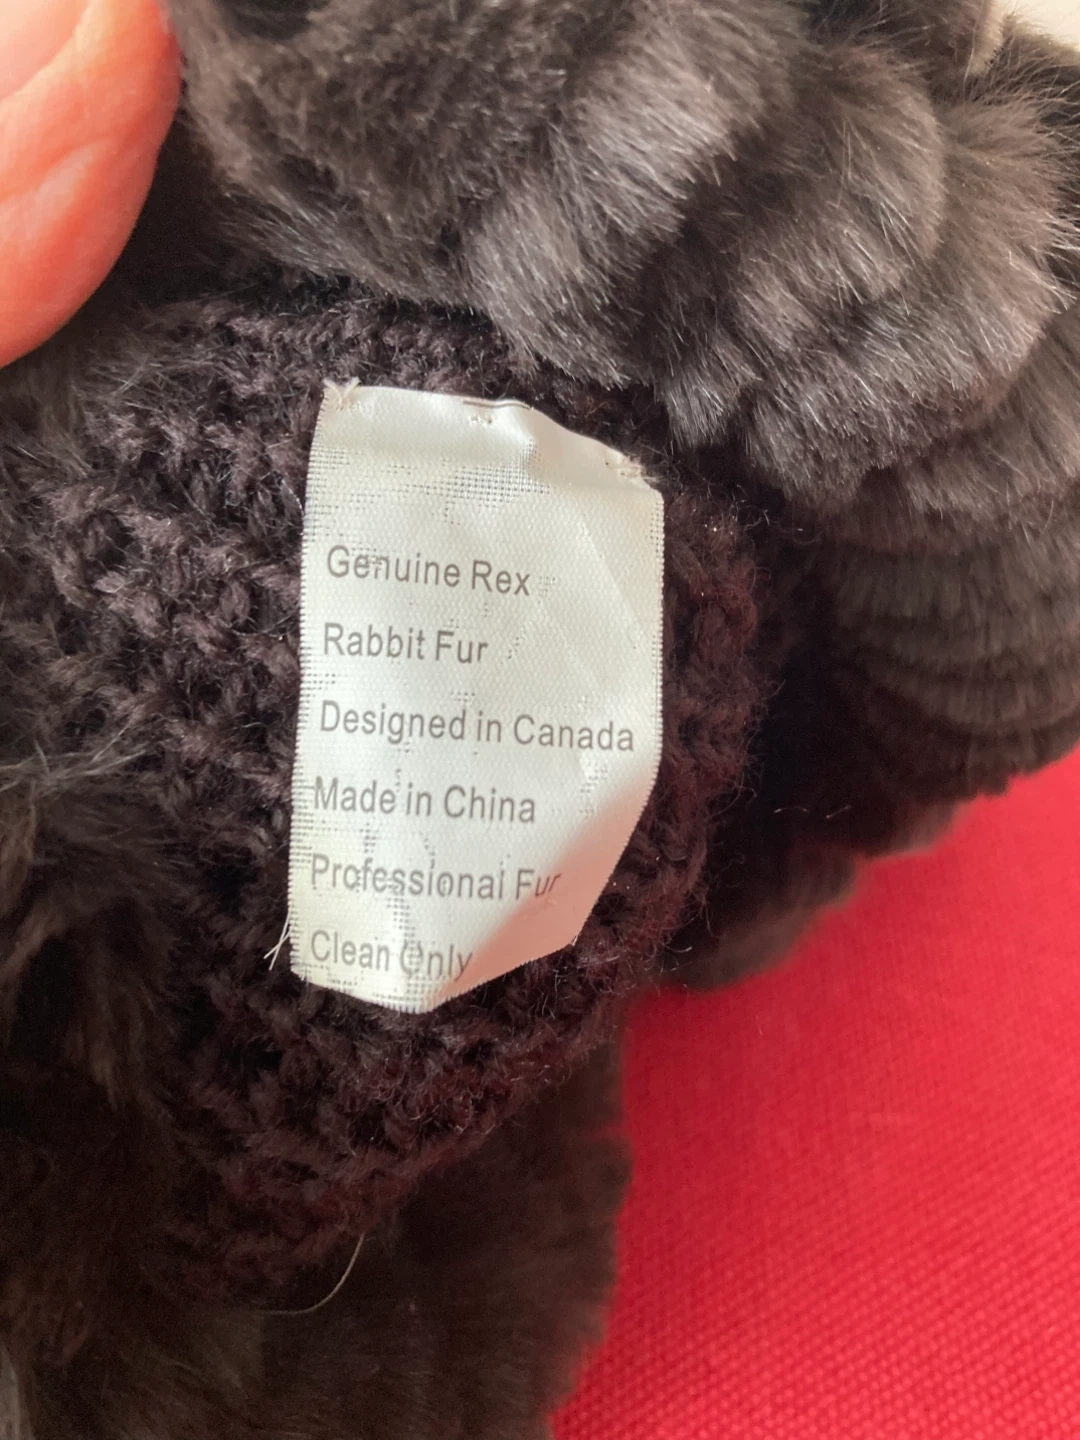 Genuine Rex
Rabbit Fur
Designed in Canada
Made in China
Professional Fur
Clean Only